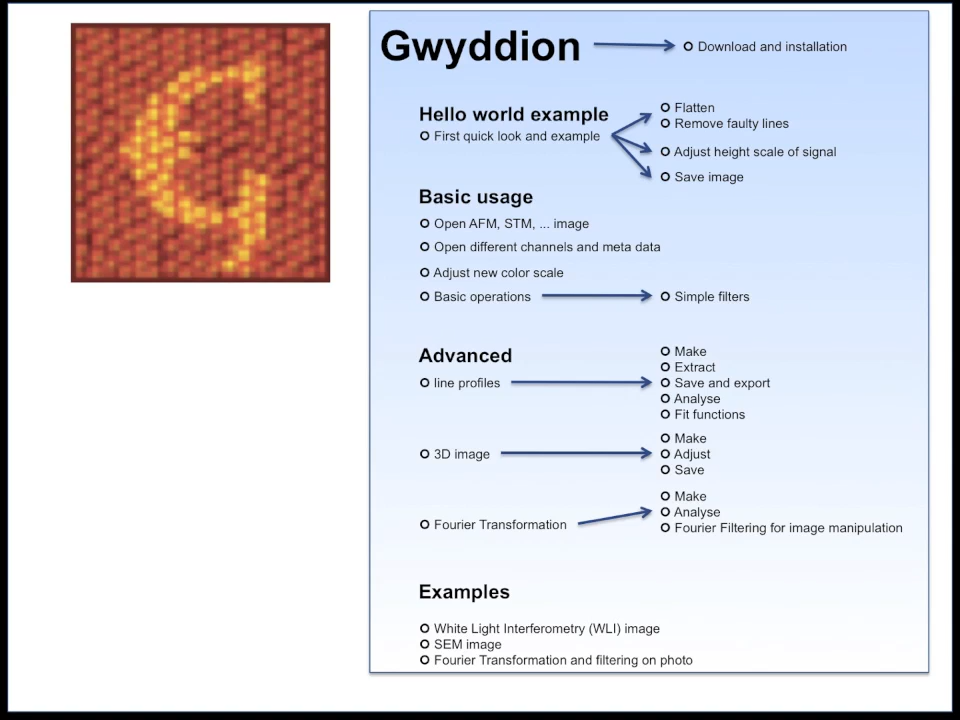 Gwyddion
Download and installation
Hello world example
First quick look and example
Flatten
Remove faulty lines
Adjust height scale of signal
Save image
Basic usage
Open AFM, STM, ... image
Open different channels and meta data
Adjust new color scale
Basic operations
Simple filters
Advanced
line profiles
Make
Extract
Save and export
Analyse
Fit functions
3D image
Make
Adjust
Save
Fourier Transformation
Make
Analyse
Fourier Filtering for image manipulation
Examples
White Light Interferometry (WLI) image
SEM image
Fourier Transformation and filtering on photo